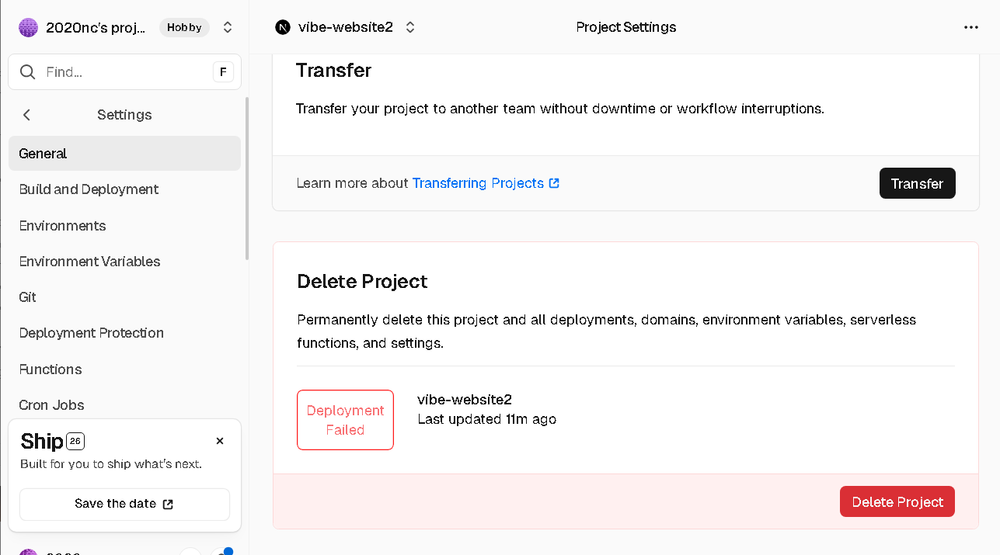 2020nc's proj...
Hobby
Find...
F
Settings
General
Build and Deployment
Environments
Environment Variables
Git
Deployment Protection
Functions
Cron Jobs
Ship 26
Built for you to ship what's next.
Save the date
N
vibe-website2
Project Settings
Transfer
Transfer your project to another team without downtime or workflow interruptions.
Learn more about Transferring Projects
Transfer
Delete Project
Permanently delete this project and all deployments, domains, environment variables, serverless
functions, and settings.
Deployment
Failed
vibe-website2
Last updated 11m ago
Delete Project